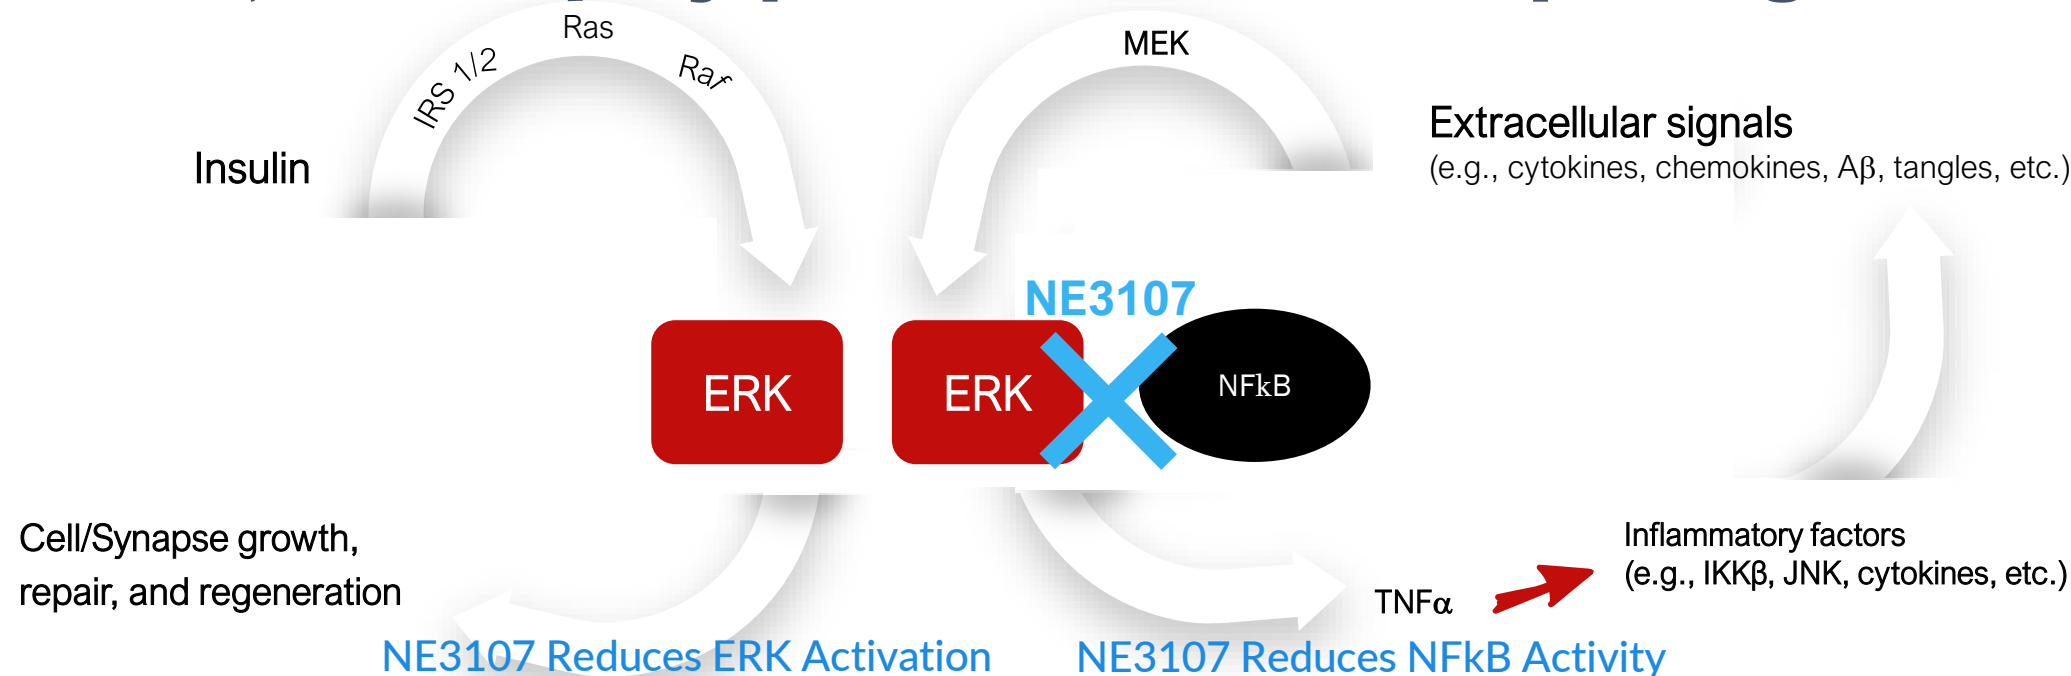 Ras
IRS 1/2
Raf
MEK
Insulin
Extracellular signals
(e.g., cytokines, chemokines, Aβ, tangles, etc.)
NE3107
ERK
ERK
NFkB
Cell/Synapse growth,
repair, and regeneration
Inflammatory factors
(e.g., IKKβ, JNK, cytokines, etc.)
TNFα
NE3107 Reduces ERK Activation
NE3107 Reduces NFkB Activity